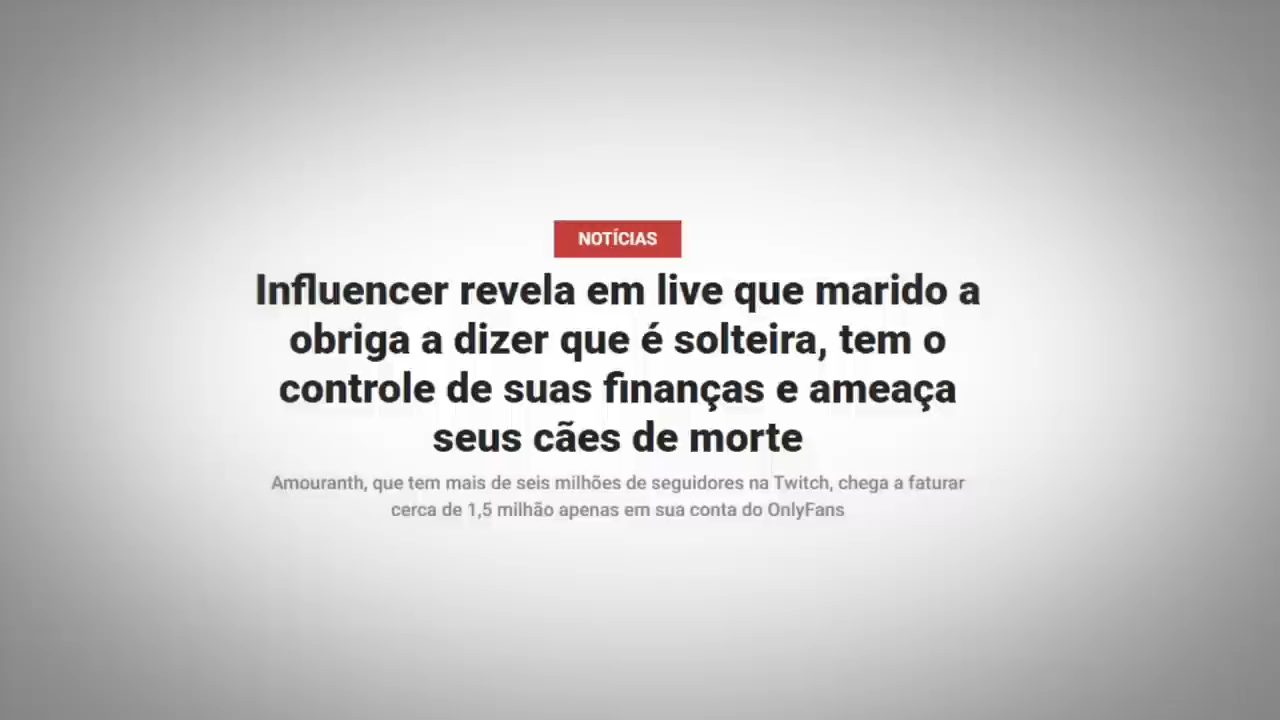 NOTÍCIAS
Influencer revela em live que marido a
obriga a dizer que é solteira, tem o
controle de suas finanças e ameaça
seus cães de morte
Amouranth, que tem mais de seis milhões de seguidores na Twitch, chega a faturar
cerca de 1,5 milhão apenas em sua conta do OnlyFans